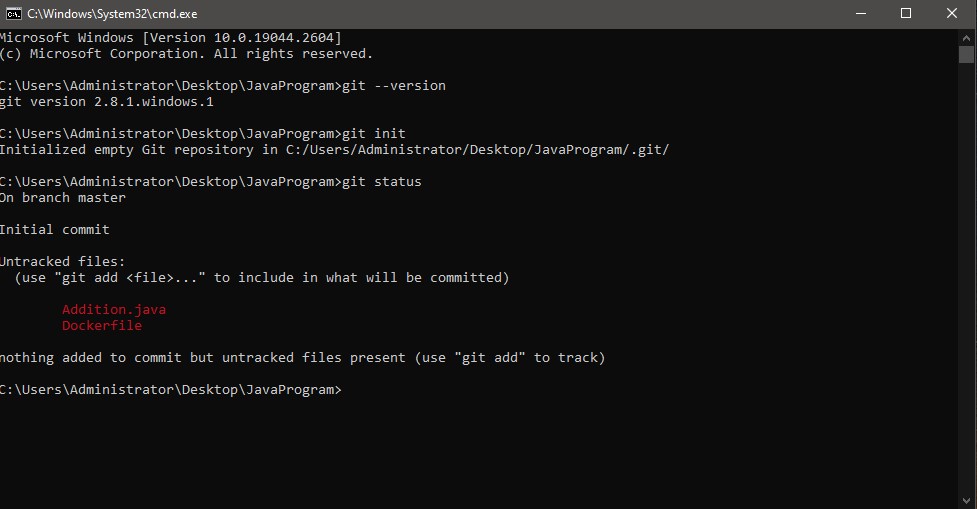 C:\Windows\System32\cmd.exe
Microsoft Windows [Version 10.0.19044.2604]
(c) Microsoft Corporation. All rights reserved.
C:\Users\Administrator\Desktop\JavaProgram>git --version
git version 2.8.1.windows.1
C:\Users\Administrator\Desktop\JavaProgram>git init
Initialized empty Git repository in C:/Users/Administrator/Desktop/JavaProgram/.git/
C:\Users\Administrator\Desktop\JavaProgram>git status
On branch master
Initial commit
Untracked files:
(use "git add <file>..." to include in what will be committed)
Addition.java
Dockerfile
nothing added to commit but untracked files present (use "git add" to track)
C:\Users\Administrator\Desktop\JavaProgram>